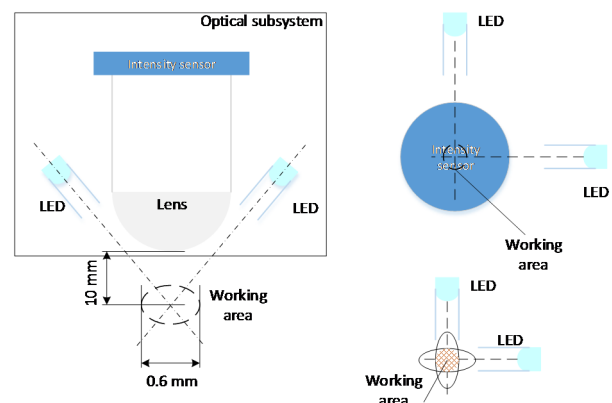 Optical subsystem
Intensity sensor
LED
Lens
LED
10 mm
Working
area
0.6 mm
LED
Intensity
sensor
LED
Working
area
LED
LED
Working
area